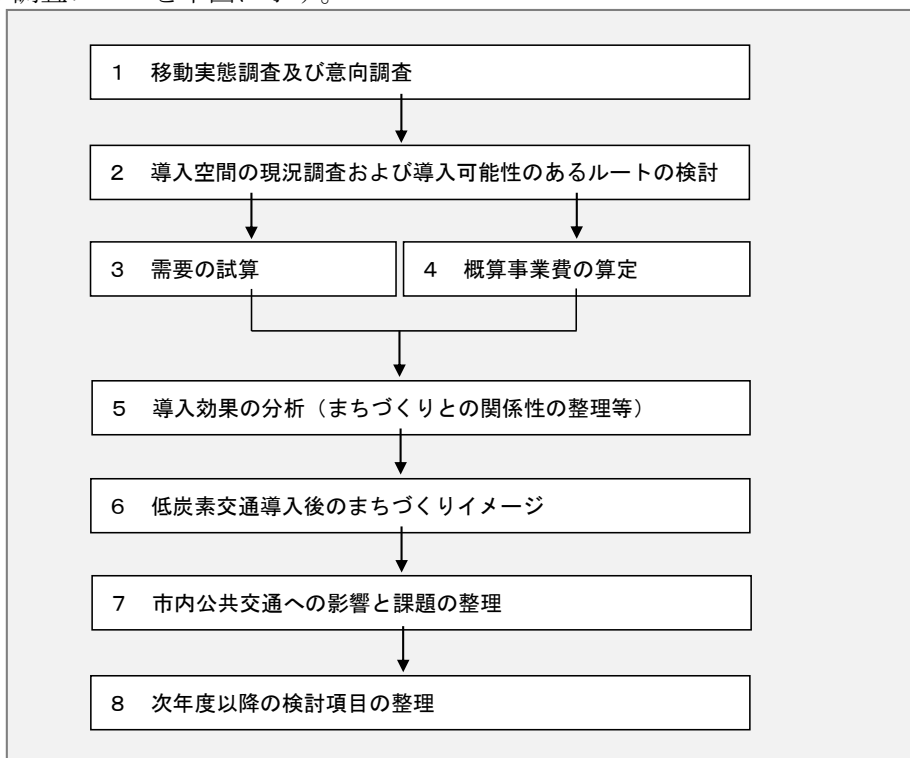 1 移動実態調査及び意向調査
2 導入空間の現況調査および導入可能性のあるルートの検討
3 需要の試算
4 概算事業費の算定
5 導入効果の分析（まちづくりとの関係性の整理等）
6 低炭素交通導入後のまちづくりイメージ
7 市内公共交通への影響と課題の整理
8 次年度以降の検討項目の整理